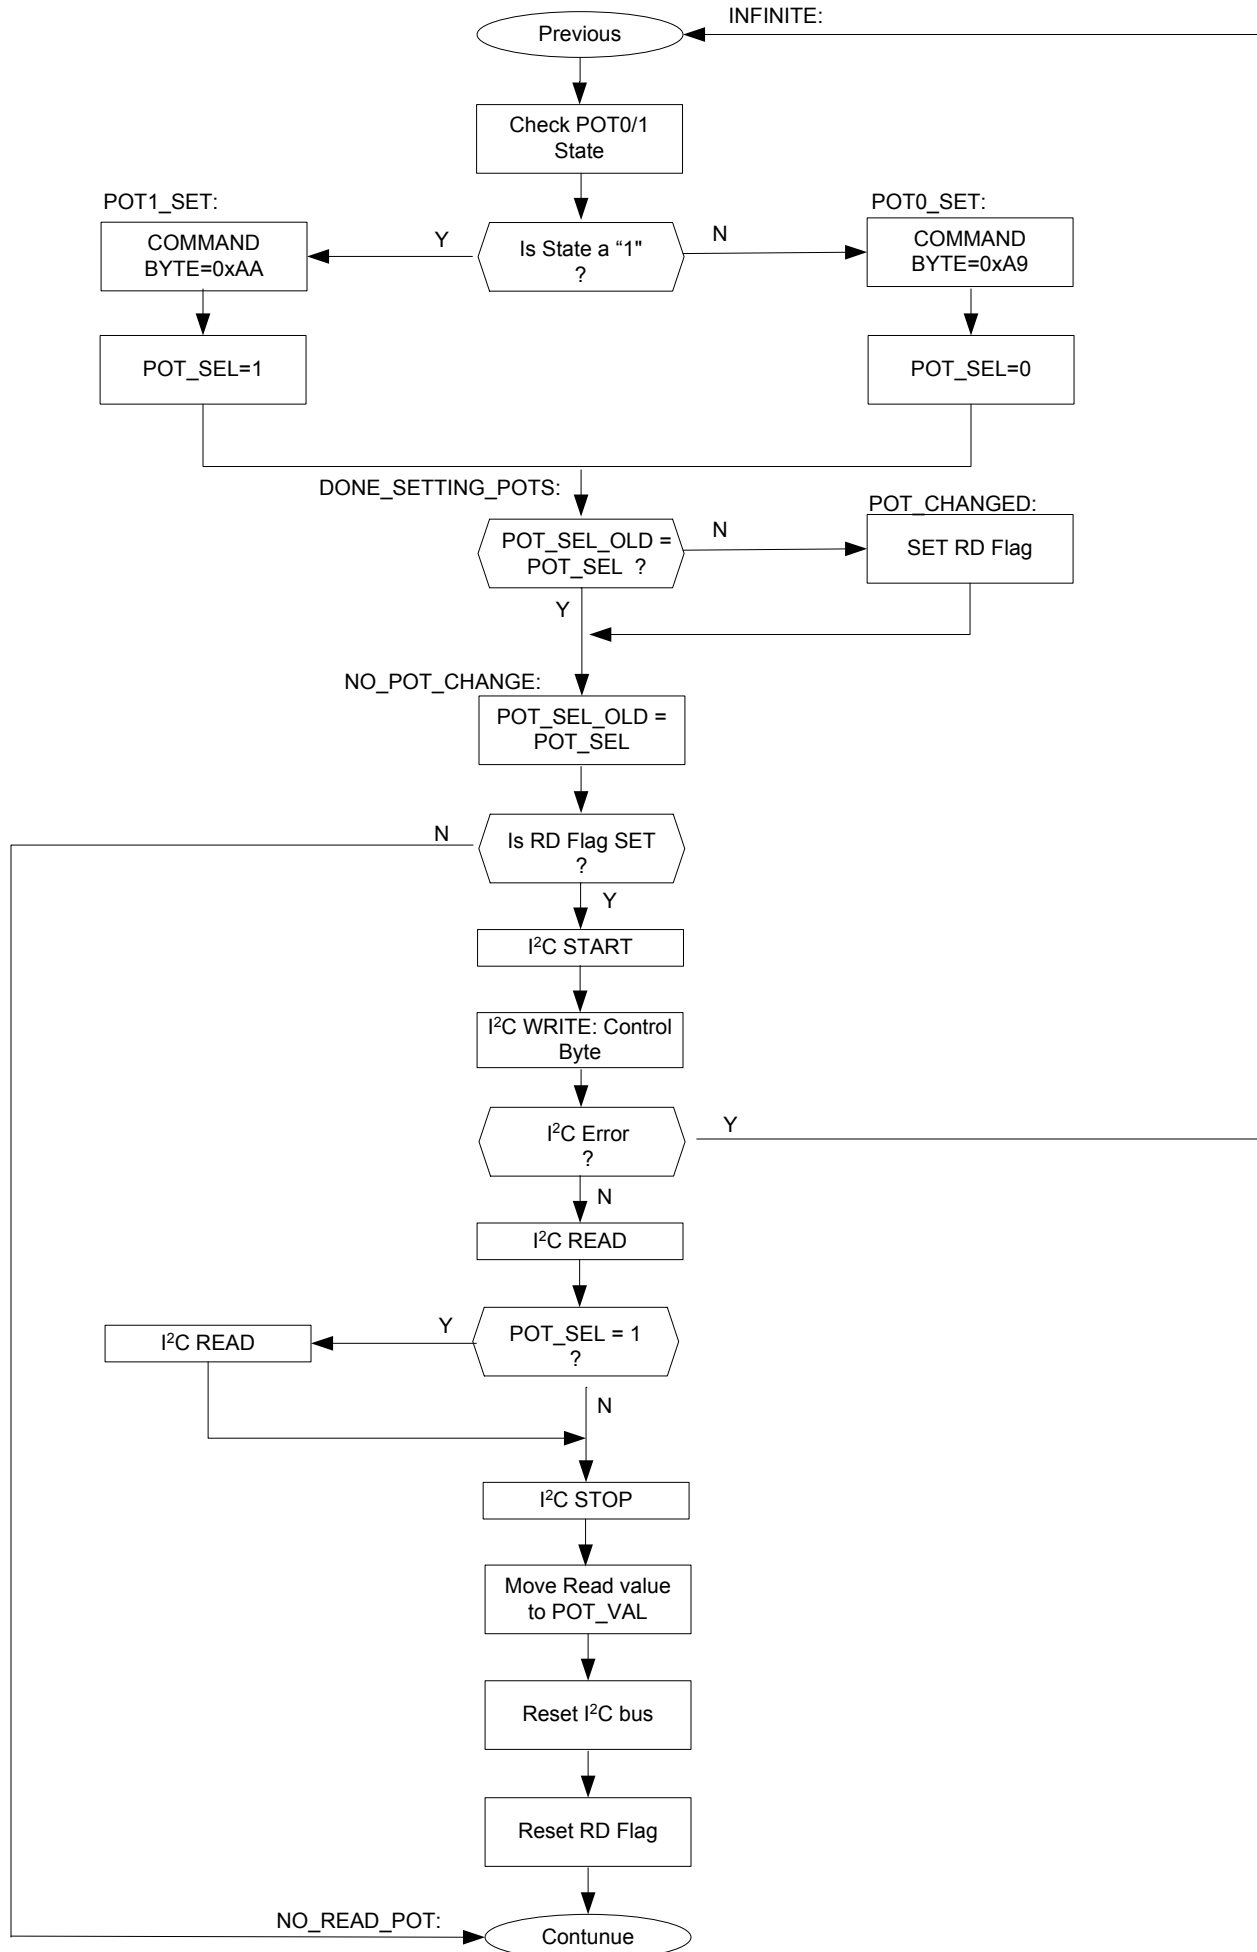 INFINITE:
Previous
Check POT0/1
State
POT1_SET:
POT0_SET:
COMMAND
BYTE=0xAA
Y
Is State a “1"
?
N
COMMAND
BYTE=0xA9
POT_SEL=1
POT_SEL=0
DONE_SETTING_POTS:
POT_CHANGED:
POT_SEL_OLD =
POT_SEL ?
N
SET RD Flag
Y
NO_POT_CHANGE:
POT_SEL_OLD =
POT_SEL
N
Is RD Flag SET
?
Y
I²C START
I²C WRITE: Control
Byte
I²C Error
?
Y
N
I²C READ
I²C READ
Y
POT_SEL = 1
?
N
I²C STOP
Move Read value
to POT_VAL
Reset I²C bus
Reset RD Flag
NO_READ_POT:
Contunue